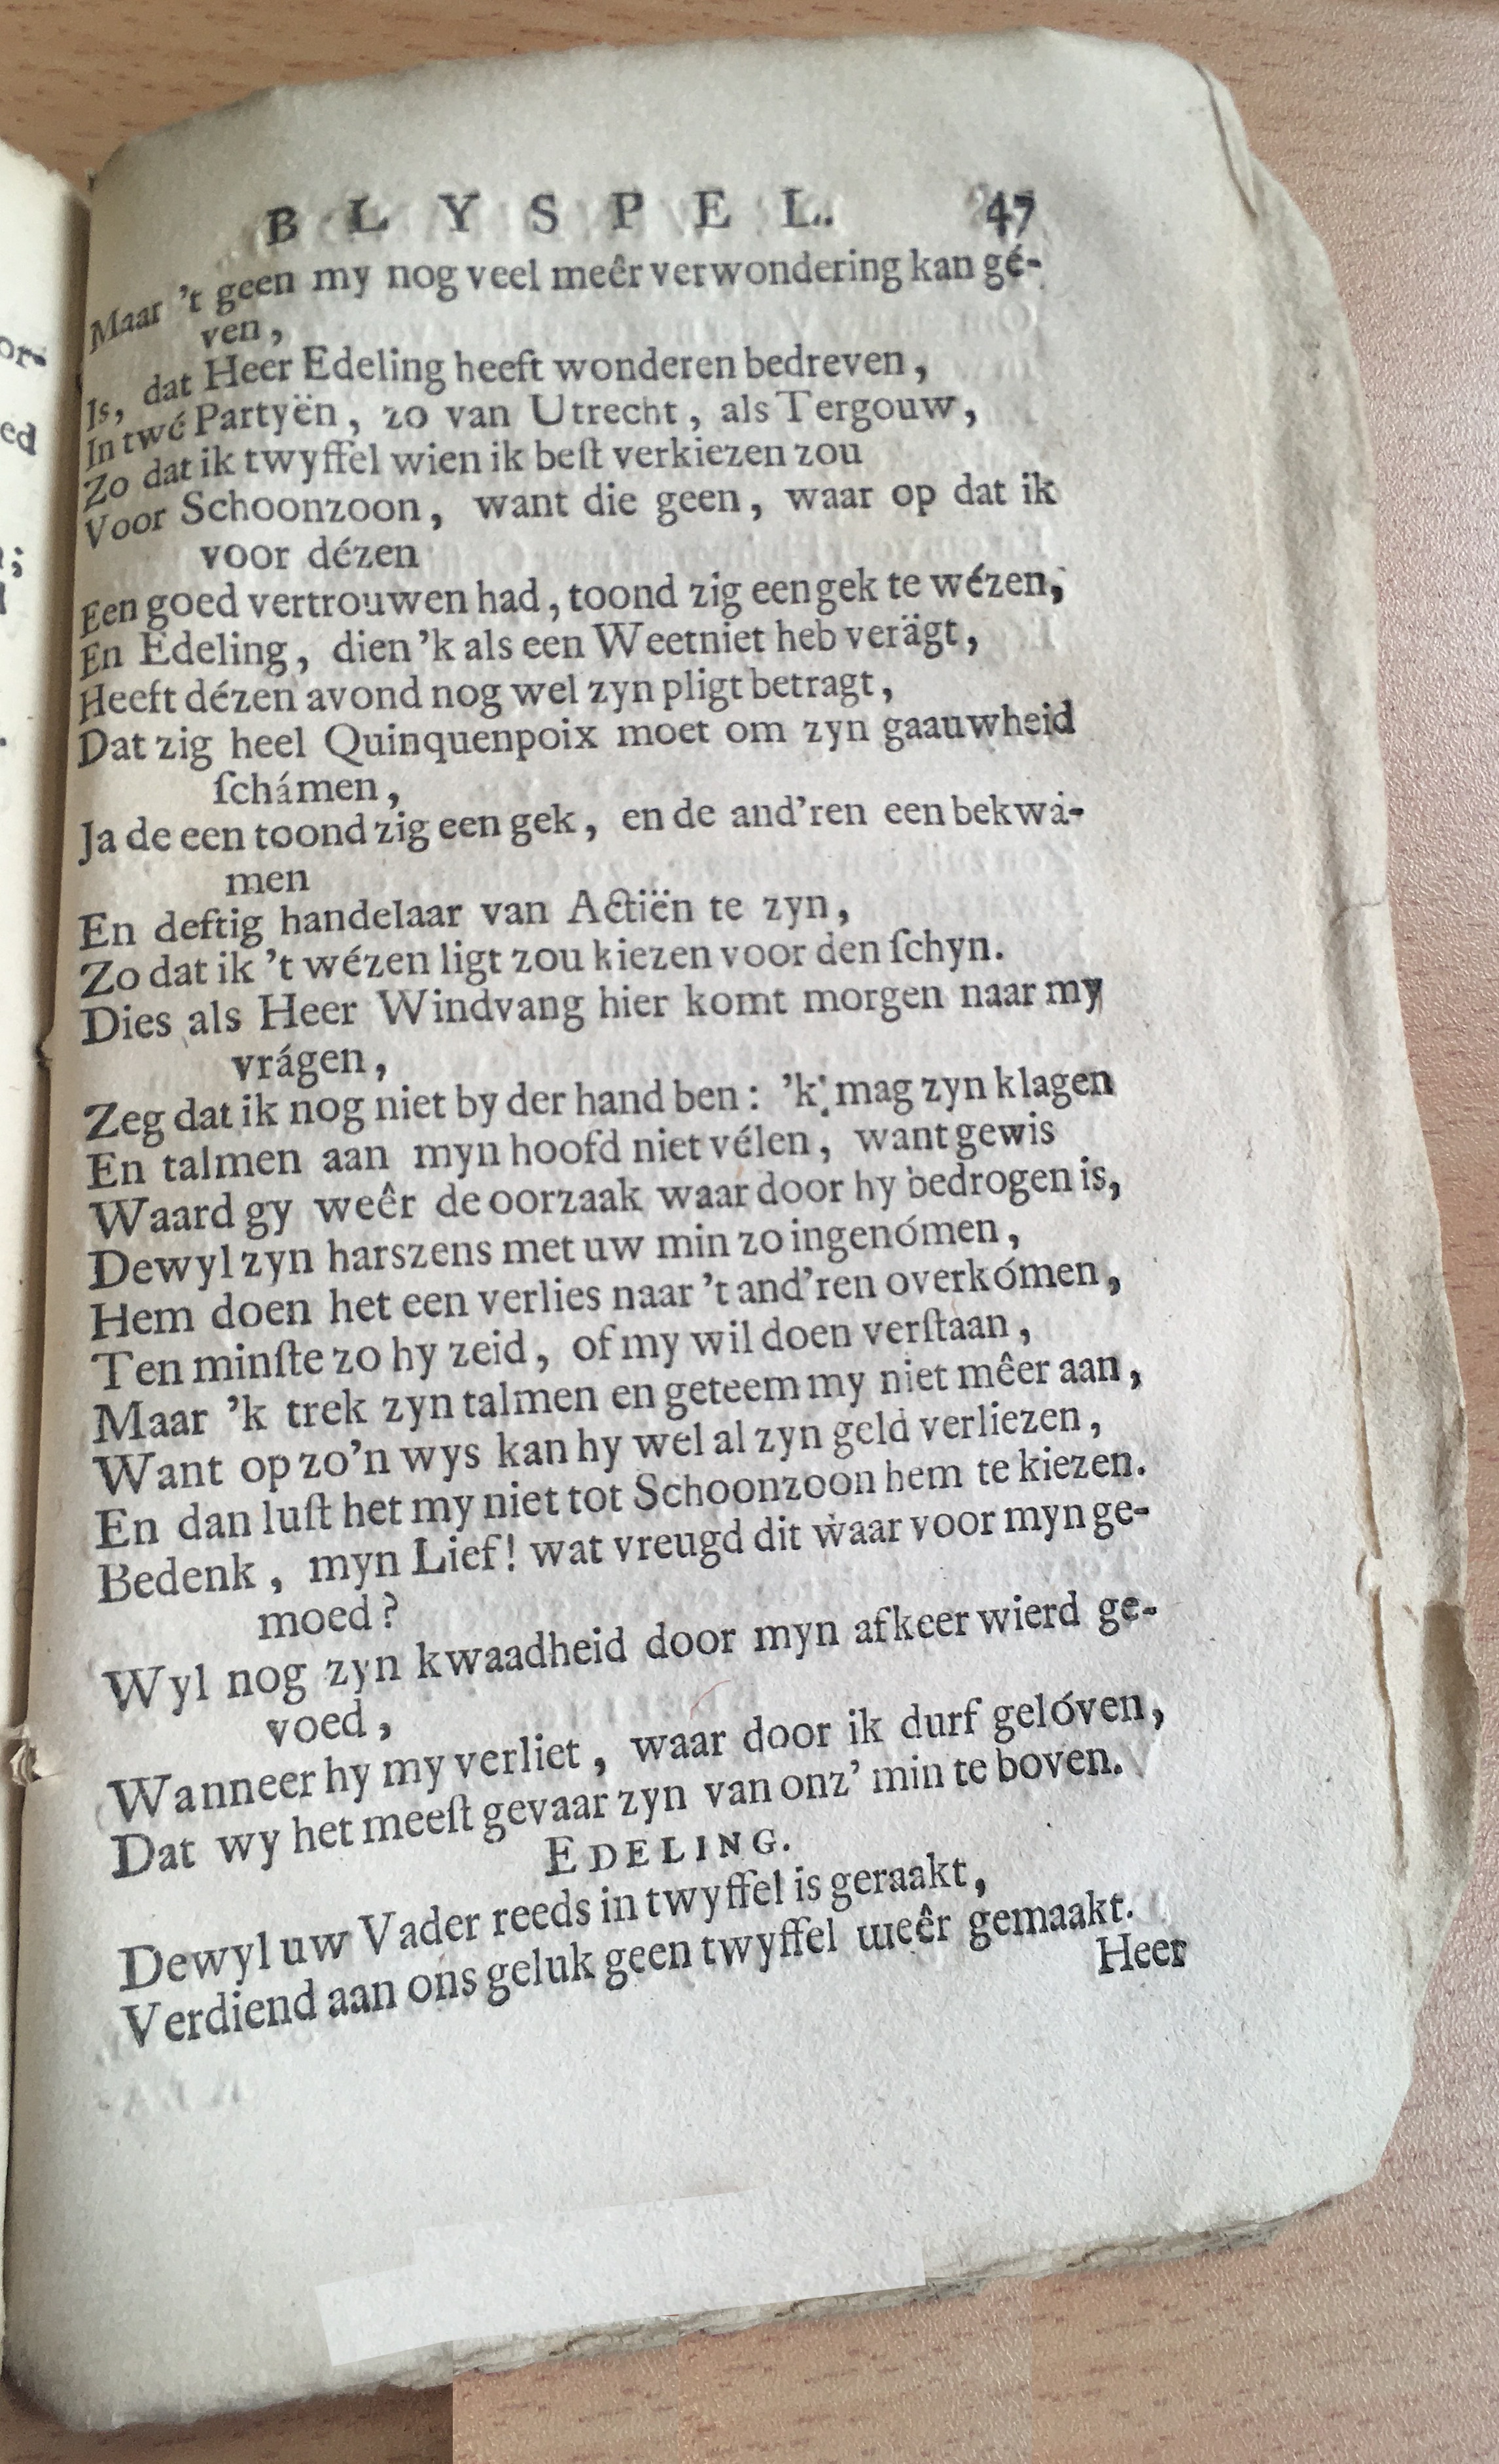 BLYSPEL. 47
Maar 't geen my nog veel meêr verwondering kan gé-
ven,
Is, dat Heer Edeling heeft wonderen bedreven,
In twé Partyën, zo van Utrecht, als Tergouw,
Zo dat ik twyffel wien ik beſt verkiezen zou
Voor Schoonzoon, want die geen, waar op dat ik
voor dézen
Een goed vertrouwen had, toond zig een gek te wézen,
En Edeling, dien 'k als een Weetniet heb verägt,
Heeft dézen avond nog wel zyn pligt betragt,
Dat zig heel Quinquenpoix moet om zyn gaauwheid
ſchámen,
Ja de een toond zig een gek, en de and'ren een bekwá-
men
En deftig handelaar van Actiën te zyn,
Zo dat ik 't wézen ligt zou kiezen voor den ſchyn.
Dies als Heer Windvang hier komt morgen naar my
vrágen,
Zeg dat ik nog niet by der hand ben: 'k mag zyn klagen
En talmen aan myn hoofd niet vélen, want gewis
Waard gy weêr de oorzaak waar door hy bedrogen is,
Dewyl zyn harszens met uw min zo ingenómen,
Hem doen het een verlies naar 't and'ren overkómen,
Ten minſte zo hy zeid, of my wil doen verſtaan,
Maar 'k trek zyn talmen en geteem my niet mêer aan,
Want op zo'n wys kan hy wel al zyn geld verliezen,
En dan luſt het my niet tot Schoonzoon hem te kiezen.
Bedenk, myn Lief! wat vreugd dit waar voor myn ge-
moed?
Wyl nog zyn kwaadheid door myn afkeer wierd ge-
voed,
Wanneer hy my verliet, waar door ik durf gelóven,
Dat wy het meeſt gevaar zyn van onz' min te boven.
EDELING.
Dewyl uw Vader reeds in twyffel is geraakt,
Verdiend aan ons geluk geen twyffel weêr gemaakt.
Heer
or-
ed
;